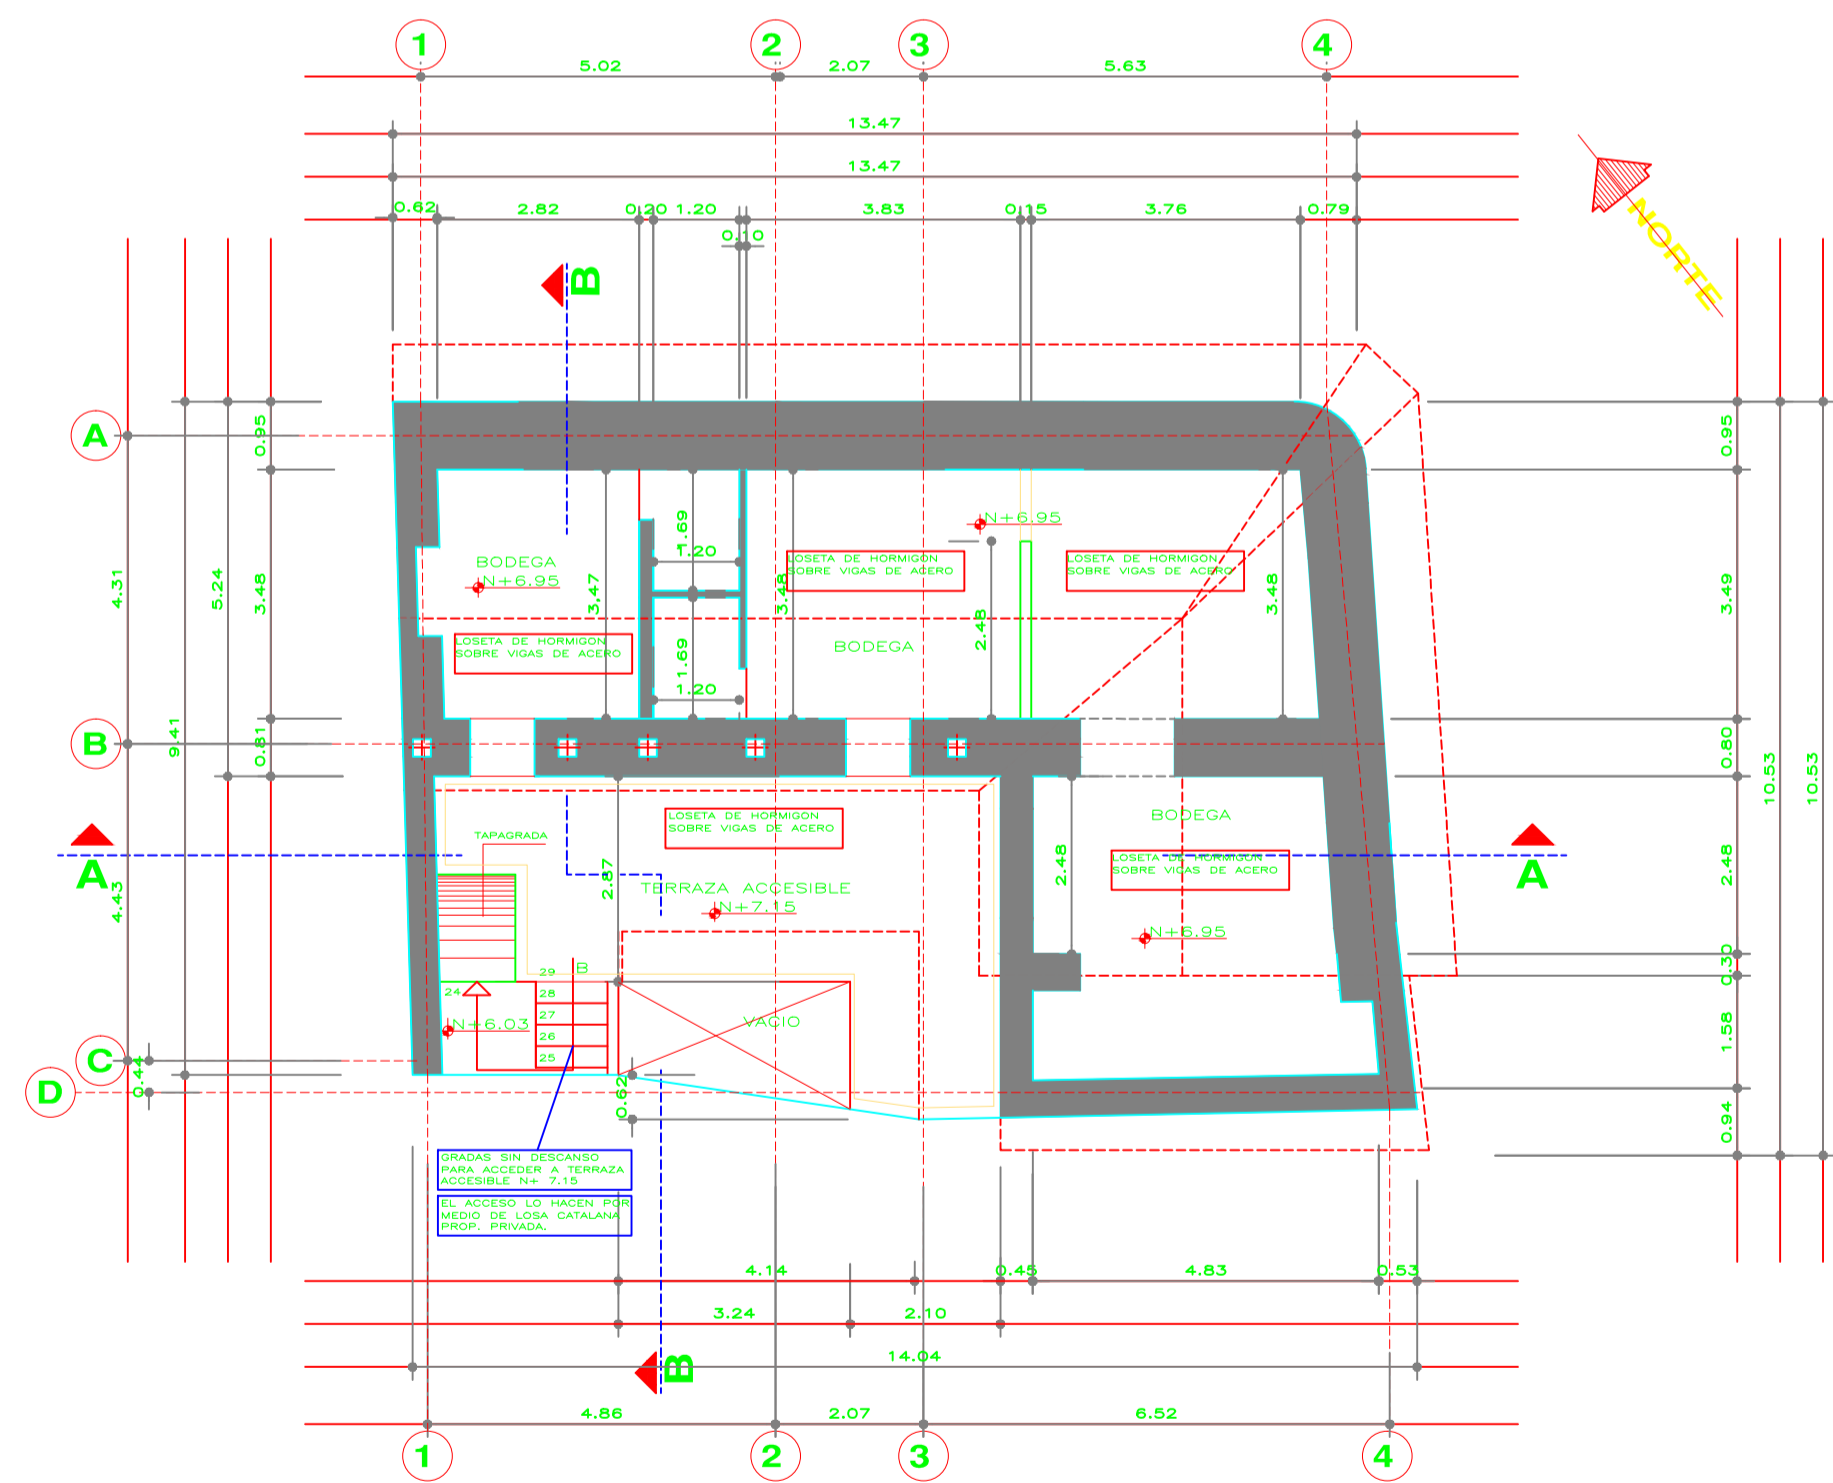 1
2
3
4
5.02
2.07
5.63
13.47
13.47
0.62
2.82
0.20
1.20
3.83
0.15
3.76
0.79
0.10
NORTE
B
A
0.95
0.95
N+6.95
1.69
BODEGA
N+6.95
1.20
LOSETA DE HORMIGON
SOBRE VIGAS DE ACERO
LOSETA DE HORMIGON
SOBRE VIGAS DE ACERO
4.31
5.24
3.48
3.47
3.48
3.48
3.49
2.48
LOSETA DE HORMIGON
SOBRE VIGAS DE ACERO
BODEGA
1.69
1.20
B
9.41
0.81
0.80
10.53
10.53
LOSETA DE HORMIGON
SOBRE VIGAS DE ACERO
BODEGA
TAPAGRADA
A
A
4.43
2.87
2.48
LOSETA DE HORMIGON
SOBRE VIGAS DE ACERO
2.48
TERRAZA ACCESIBLE
N+7.15
N+6.95
29
B
24
28
27
26
25
N+6.03
VACIO
0.30
1.58
C
0.44
D
0.62
0.94
GRADAS SIN DESCANSO
PARA ACCEDER A TERRAZA
ACCESIBLE N+ 7.15
EL ACCESO LO HACEN POR
MEDIO DE LOSA CATALANA
PROP. PRIVADA.
4.14
0.45
4.83
0.53
3.24
2.10
14.04
B
4.86
2.07
6.52
1
2
3
4